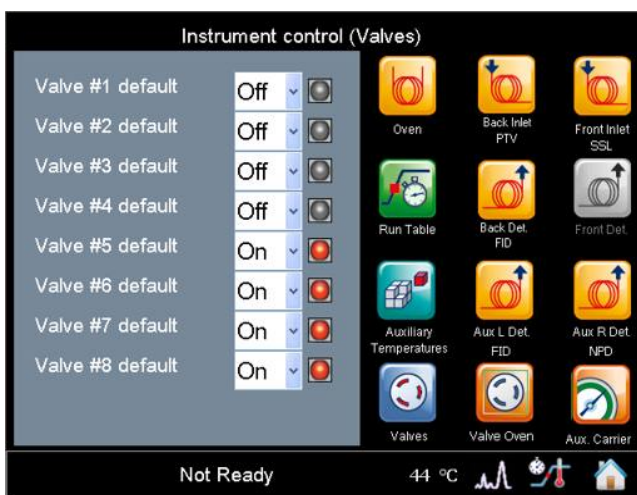 Instrument control (Valves)
Valve #1 default Off
Valve #2 default Off
Valve #3 default Off
Valve #4 default Off
Valve #5 default On
Valve #6 default On
Valve #7 default On
Valve #8 default On
Oven
Back Inlet
PTV
Front Inlet
SSL
Run Table
Back Det.
FID
Front Det.
Auxiliary
Temperatures
Aux L Det.
FID
Aux R Det.
NPD
Valves
Valve Oven
Aux. Carrier
Not Ready
44 °C